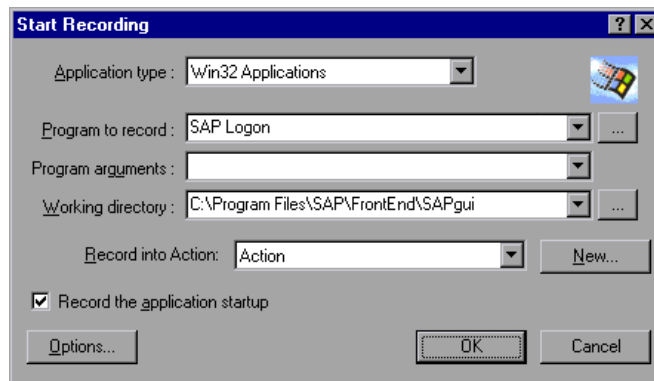 Start Recording
Application type : Win32 Applications
Program to record : SAP Logon ...
Program arguments :
Working directory : C:\Program Files\SAP\FrontEnd\SAPgui ...
Record into Action: Action New...
Record the application startup
Options... OK Cancel